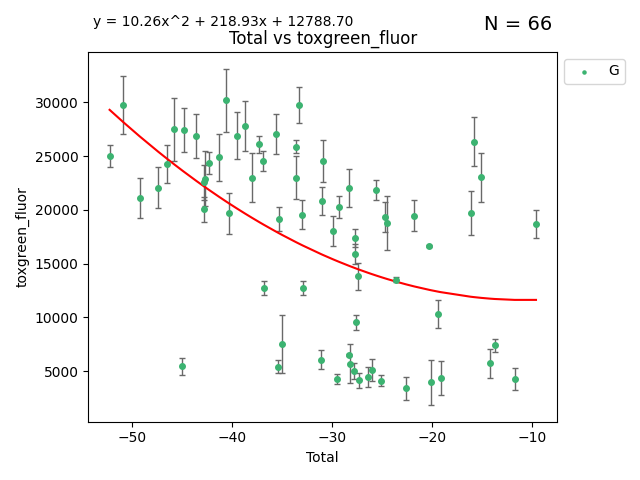 y = 10.26x^2 + 218.93x + 12788.70
N = 66
Total vs toxgreen_fluor
G
toxgreen_fluor
30000
25000
20000
15000
10000
5000
−50 −40 −30 −20 −10
Total